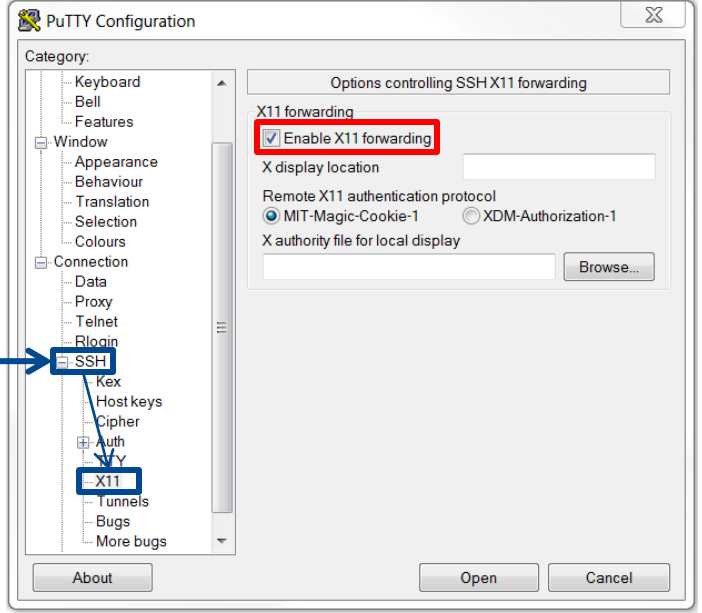 PuTTY Configuration
Category:
Keyboard
Bell
Features
Window
Appearance
Behaviour
Translation
Selection
Colours
Connection
Data
Proxy
Telnet
Rlogin
SSH
Kex
Host keys
Cipher
Auth
TTY
X11
Tunnels
Bugs
More bugs
Options controlling SSH X11 forwarding
X11 forwarding
Enable X11 forwarding
X display location
Remote X11 authentication protocol
MIT-Magic-Cookie-1 XDM-Authorization-1
X authority file for local display
Browse...
About Open Cancel